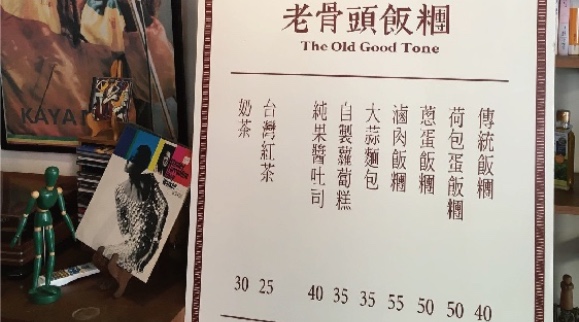 老骨頭飯糰
The Old Good Tone
傳統飯糰 40
荷包蛋飯糰 50
蔥蛋飯糰 50
滷肉飯糰 55
大蒜麵包 35
自製蘿蔔糕 35
純果醬吐司 40
台灣紅茶 25
奶茶 30
KAYA